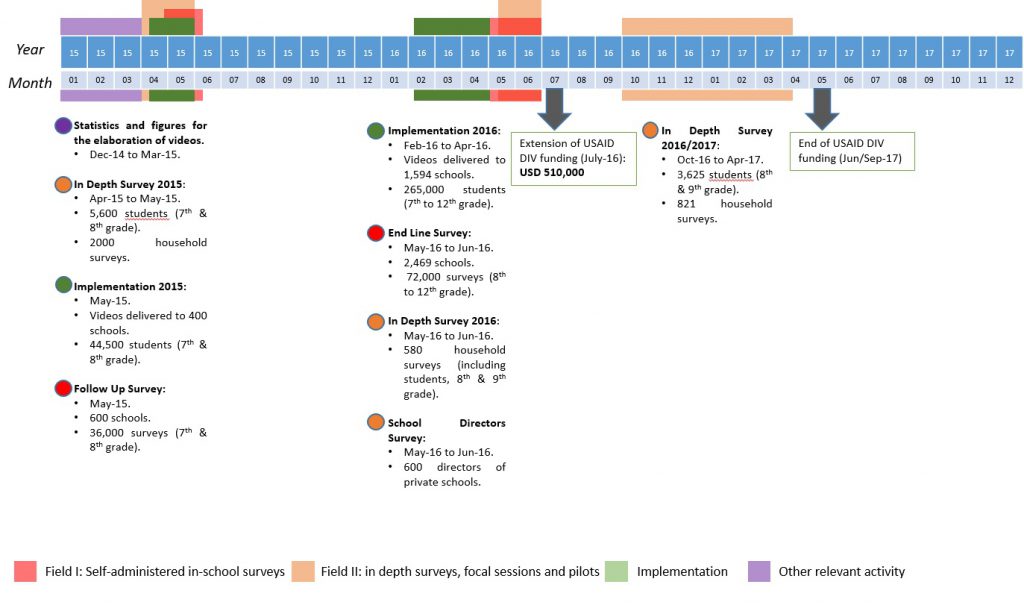 Year 15 15 15 15 15 15 15 15 15 15 15 15 16 16 16 16 16 16 16 16 16 16 16 16 17 17 17 17 17 17 17 17 17 17 17 17
Month 01 02 03 04 05 06 07 08 09 10 11 12 01 02 03 04 05 06 07 08 09 10 11 12 01 02 03 04 05 06 07 08 09 10 11 12
Statistics and figures for
the elaboration of videos.
• Dec-14 to Mar-15.
In Depth Survey 2015:
• Apr-15 to May-15.
• 5,600 students (7th &
8th grade).
• 2000 household
surveys.
Implementation 2015:
• May-15.
• Videos delivered to 400
schools.
• 44,500 students (7th &
8th grade).
Follow Up Survey:
• May-15.
• 600 schools.
• 36,000 surveys (7th &
8th grade).
Implementation 2016:
• Feb-16 to Apr-16.
• Videos delivered to
1,594 schools.
• 265,000 students
(7th to 12th grade).
End Line Survey:
• May-16 to Jun-16.
• 2,469 schools.
• 72,000 surveys (8th
to 12th grade).
In Depth Survey 2016:
• May-16 to Jun-16.
• 580 household
surveys (including
students, 8th & 9th
grade).
School Directors
Survey:
• May-16 to Jun-16.
• 600 directors of
private schools.
Extension of USAID
DIV funding (July-16):
USD 510,000
In Depth Survey
2016/2017:
• Oct-16 to Apr-17.
• 3,625 students (8th
& 9th grade).
• 821 household
surveys.
End of USAID DIV
funding (Jun/Sep-17)
Field I: Self-administered in-school surveys Field II: in depth surveys, focal sessions and pilots Implementation Other relevant activity